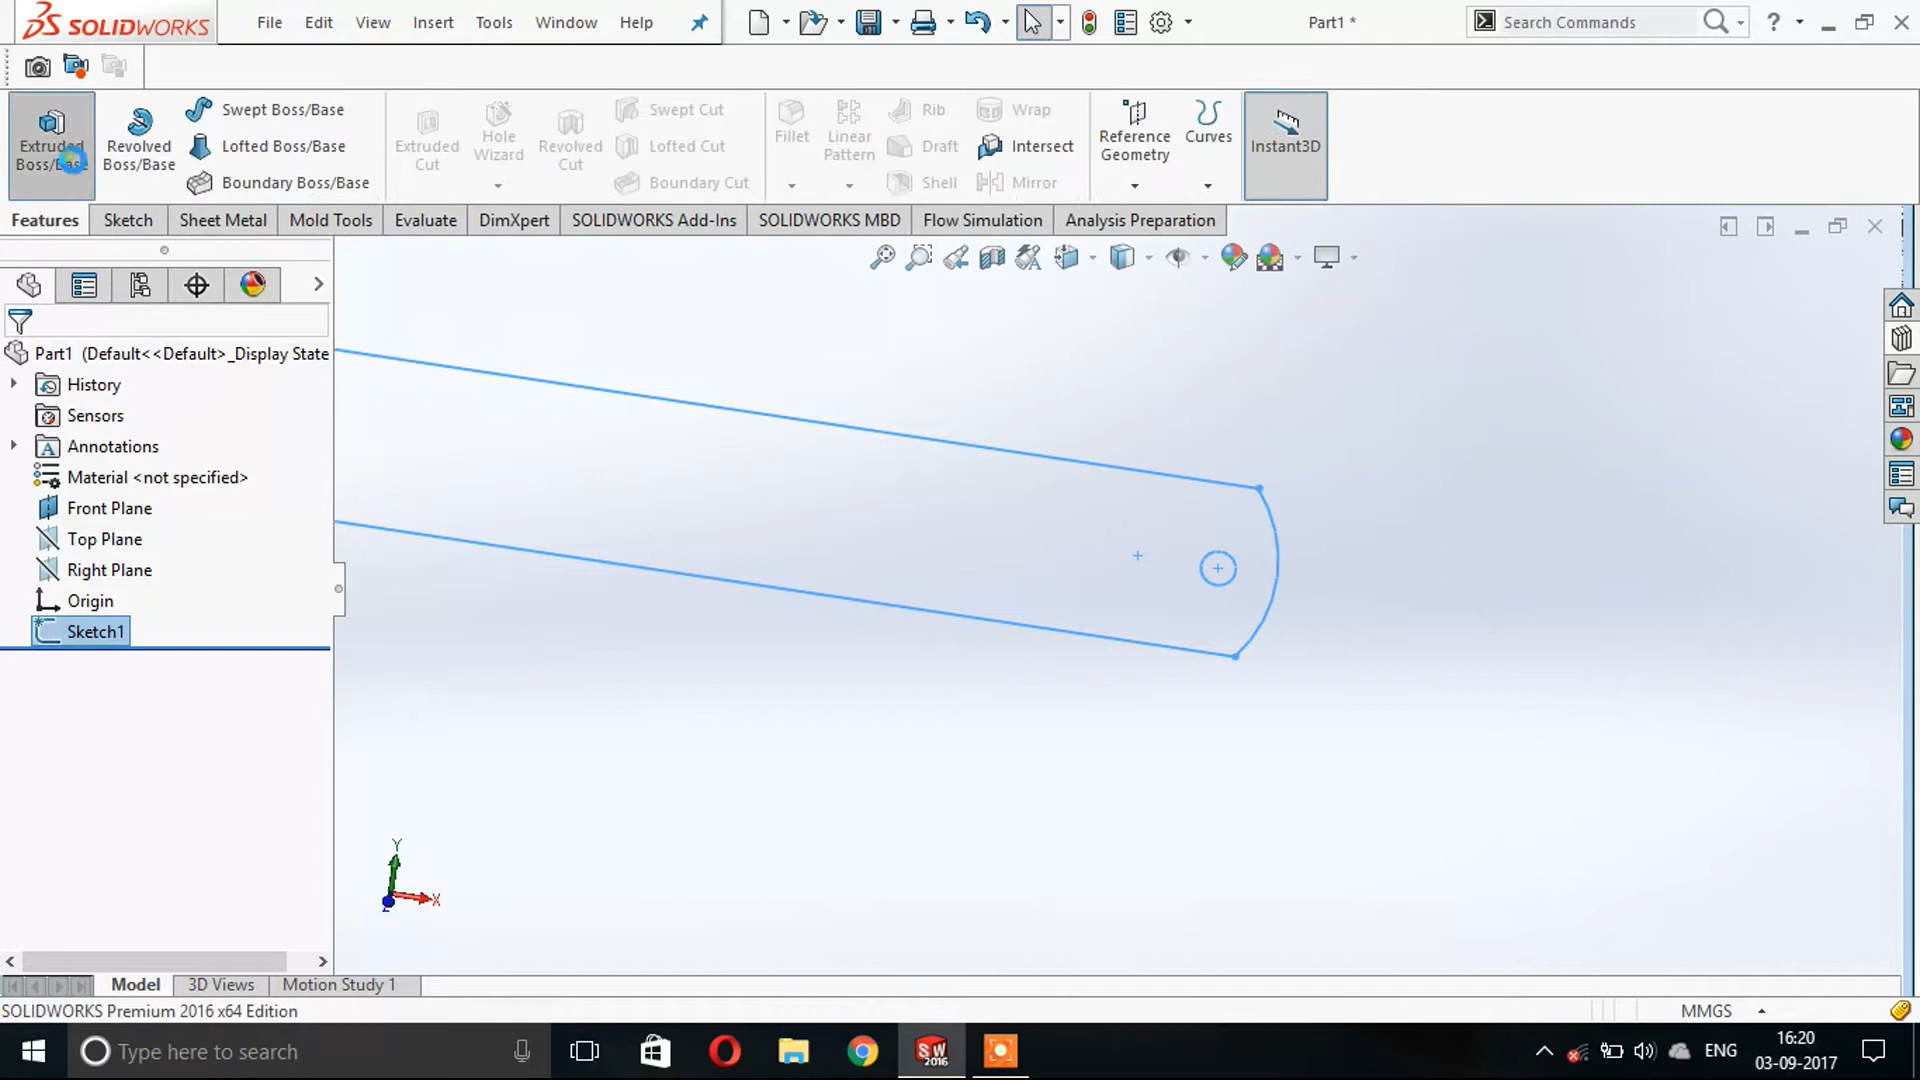 SOLIDWORKS
File
Edit
View
Insert
Tools
Window
Help
Part1 *
Search Commands
Extruded
Boss/Base
Revolved
Boss/Base
Swept Boss/Base
Lofted Boss/Base
Boundary Boss/Base
Extruded
Cut
Hole
Wizard
Revolved
Cut
Swept Cut
Lofted Cut
Boundary Cut
Fillet
Linear
Pattern
Rib
Draft
Shell
Wrap
Intersect
Mirror
Reference
Geometry
Curves
Instant3D
Features
Sketch
Sheet Metal
Mold Tools
Evaluate
DimXpert
SOLIDWORKS Add-Ins
SOLIDWORKS MBD
Flow Simulation
Analysis Preparation
Part1 (Default<<Default>_Display State
History
Sensors
Annotations
Material <not specified>
Front Plane
Top Plane
Right Plane
Origin
Sketch1
Y
X
Z
Model
3D Views
Motion Study 1
SOLIDWORKS Premium 2016 x64 Edition
MMGS
Type here to search
SW
2016
ENG
16:20
03-09-2017